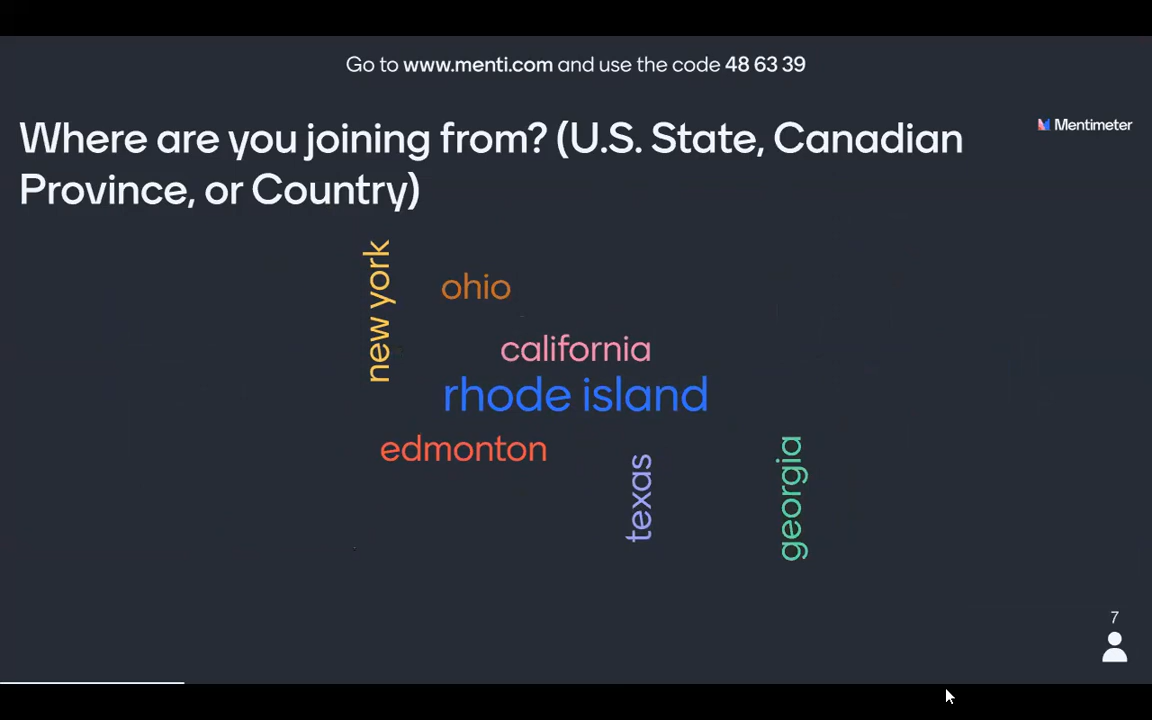 Go to www.menti.com and use the code 48 63 39
Where are you joining from? (U.S. State, Canadian
Province, or Country)
Mentimeter
new york
ohio
california
rhode island
edmonton
texas
georgia
7